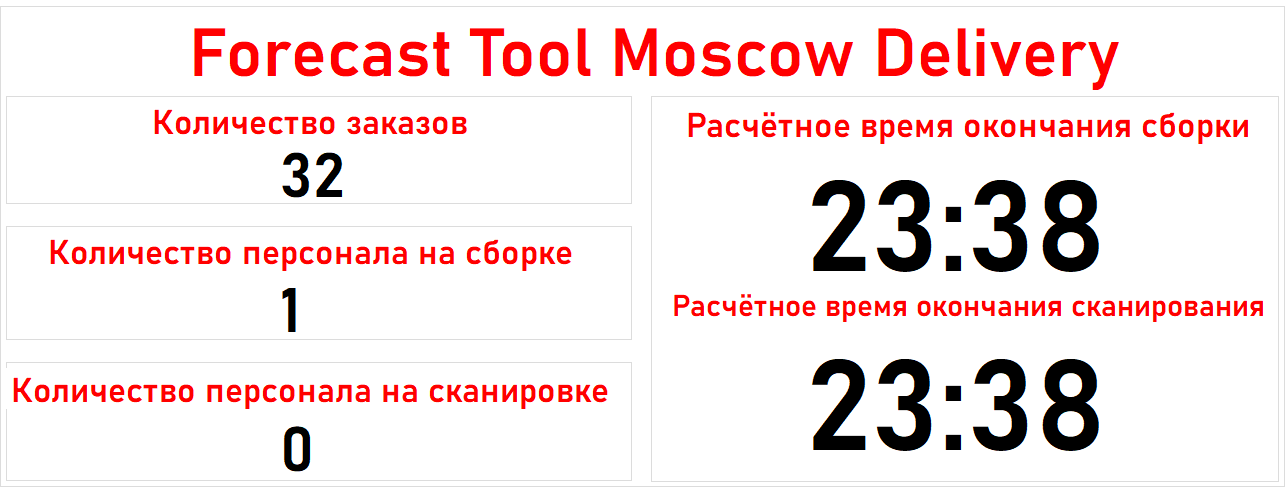 Forecast Tool Moscow Delivery
Количество заказов
32
Количество персонала на сборке
1
Количество персонала на сканировке
0
Расчётное время окончания сборки
23:38
Расчётное время окончания сканирования
23:38